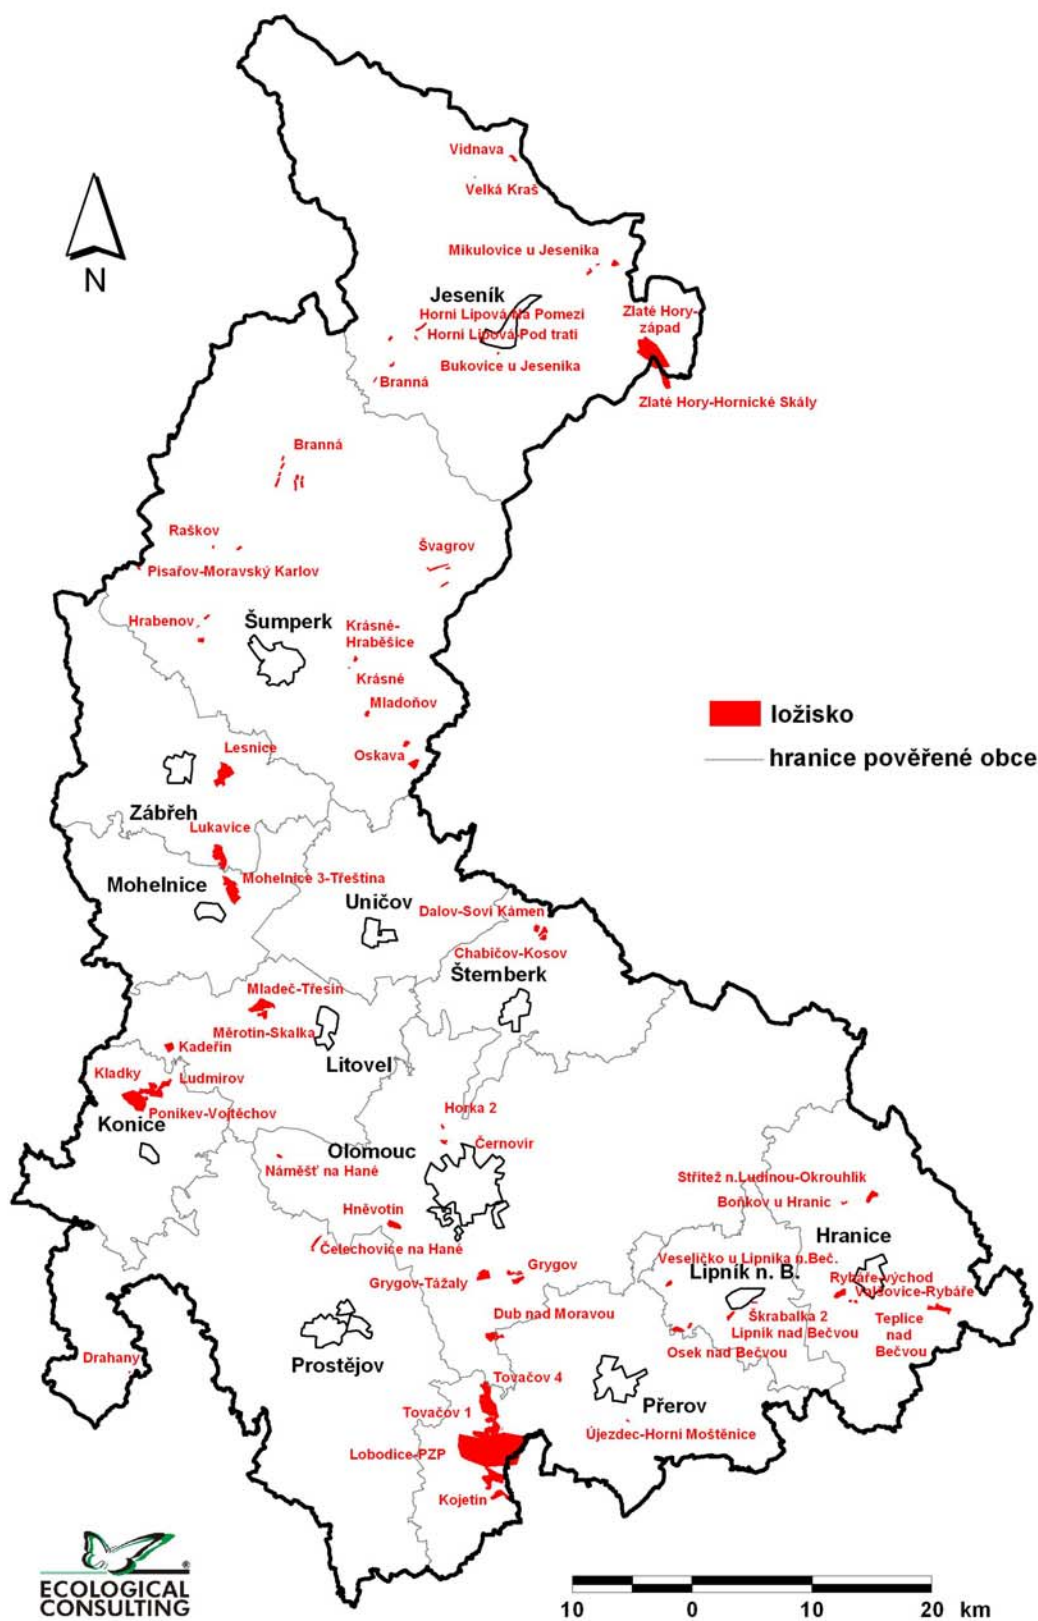 Vidnava
Velká Kraš
N
Mikulovice u Jeseníka
Jeseník
Horní Lipová-Na Pomezí
Horní Lipová-Pod tratí
Bukovice u Jeseníka
Branná
Zlaté Hory-
západ
Zlaté Hory-Hornické Skály
Branná
Raškov
Švagrov
Písařov-Moravský Karlov
Hrabenov
Šumperk
Krásné-
Hraběšice
Krásné
Mladoňov
Oskava
ložisko
hranice pověřené obce
Lesnice
Zábřeh
Lukavice
Mohelnice
Mohelnice 3-Třeština
Uničov
Dalov-Soví Kámen
Chabičov-Kosov
Šternberk
Mladeč-Třesín
Měrotín-Skalka
Litovel
Kadeřín
Kladky
Ludmírov
Ponikev-Vojtěchov
Konice
Horka 2
Olomouc
Černovír
Náměšť na Hané
Hněvotín
Čelechovice na Hané
Grygov-Tážaly
Grygov
Střítež n.Ludinou-Okrouhlík
Boňkov u Hranic
Hranice
Veselíčko u Lipníka n.Beč.
Lipník n. B.
Rybáře-východ
Valšovice-Rybáře
Škrabalka 2
Lipník nad Bečvou
Osek nad Bečvou
Teplice
nad
Bečvou
Dub nad Moravou
Prostějov
Drahany
Tovačov 4
Tovačov 1
Přerov
Újezdec-Horní Moštěnice
Lobodice-PZP
Kojetín
ECOLOGICAL
CONSULTING
®
10 0 10 20 km